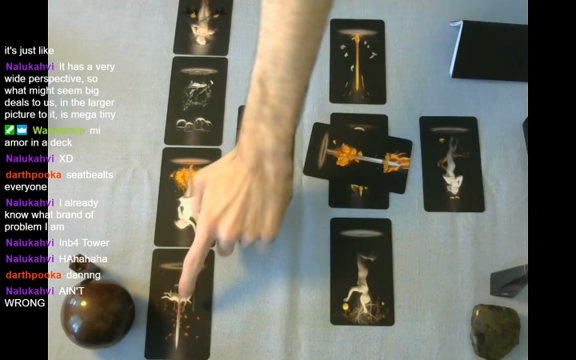 it's just like
Nalukahvi It has a very
wide perspective, so
what might seem big
deals to us, in the larger
picture to it, is mega tiny
mi
amor in a deck
Nalukahvi XD
darthpooka seatbealts
everyone
Nalukahvi I already
know what brand of
problem I am
Nalukahvi Inb4 Tower
Nalukahvi HAhahaha
darthpooka dannng
Nalukahvi AIN'T
WRONG